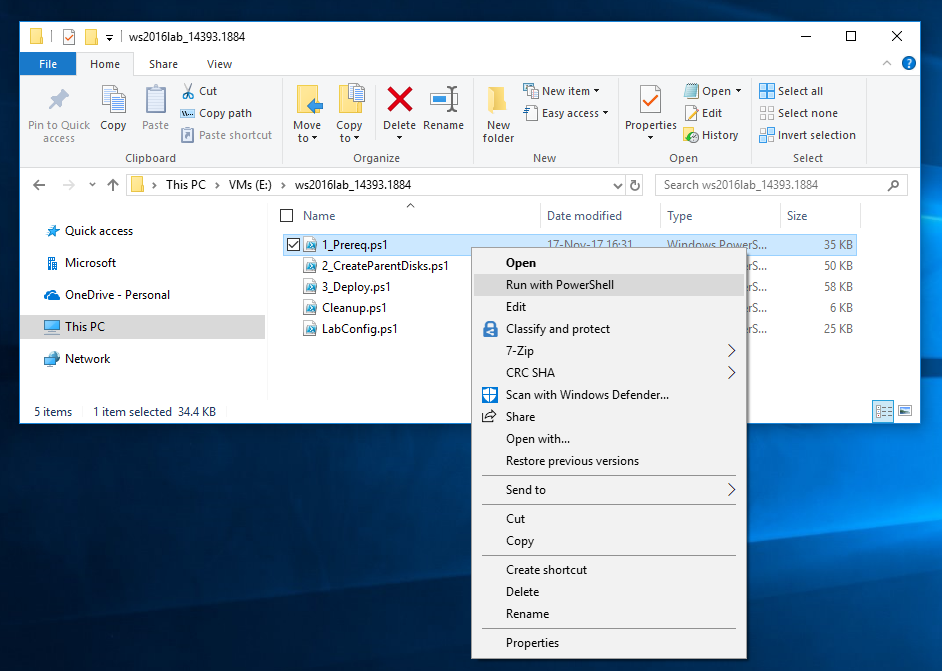 ws2016lab_14393.1884
File Home Share View
Pin to Quick access
Copy
Paste
Cut
Copy path
Paste shortcut
Clipboard
Move to
Copy to
Delete
Rename
Organize
New folder
New item
Easy access
New
Properties
Open
Edit
History
Open
Select all
Select none
Invert selection
Select
This PC > VMs (E:) > ws2016lab_14393.1884
Search ws2016lab_14393.1884
Quick access
Microsoft
OneDrive - Personal
This PC
Network
Name Date modified Type Size
1_Prereq.ps1 17-Nov-17 16:31 Windows PowerS... 35 KB
2_CreateParentDisks.ps1 rS... 50 KB
3_Deploy.ps1 rS... 58 KB
Cleanup.ps1 rS... 6 KB
LabConfig.ps1 rS... 25 KB
Open
Run with PowerShell
Edit
Classify and protect
7-Zip
CRC SHA
Scan with Windows Defender...
Share
Open with...
Restore previous versions
Send to
Cut
Copy
Create shortcut
Delete
Rename
Properties
5 items 1 item selected 34.4 KB